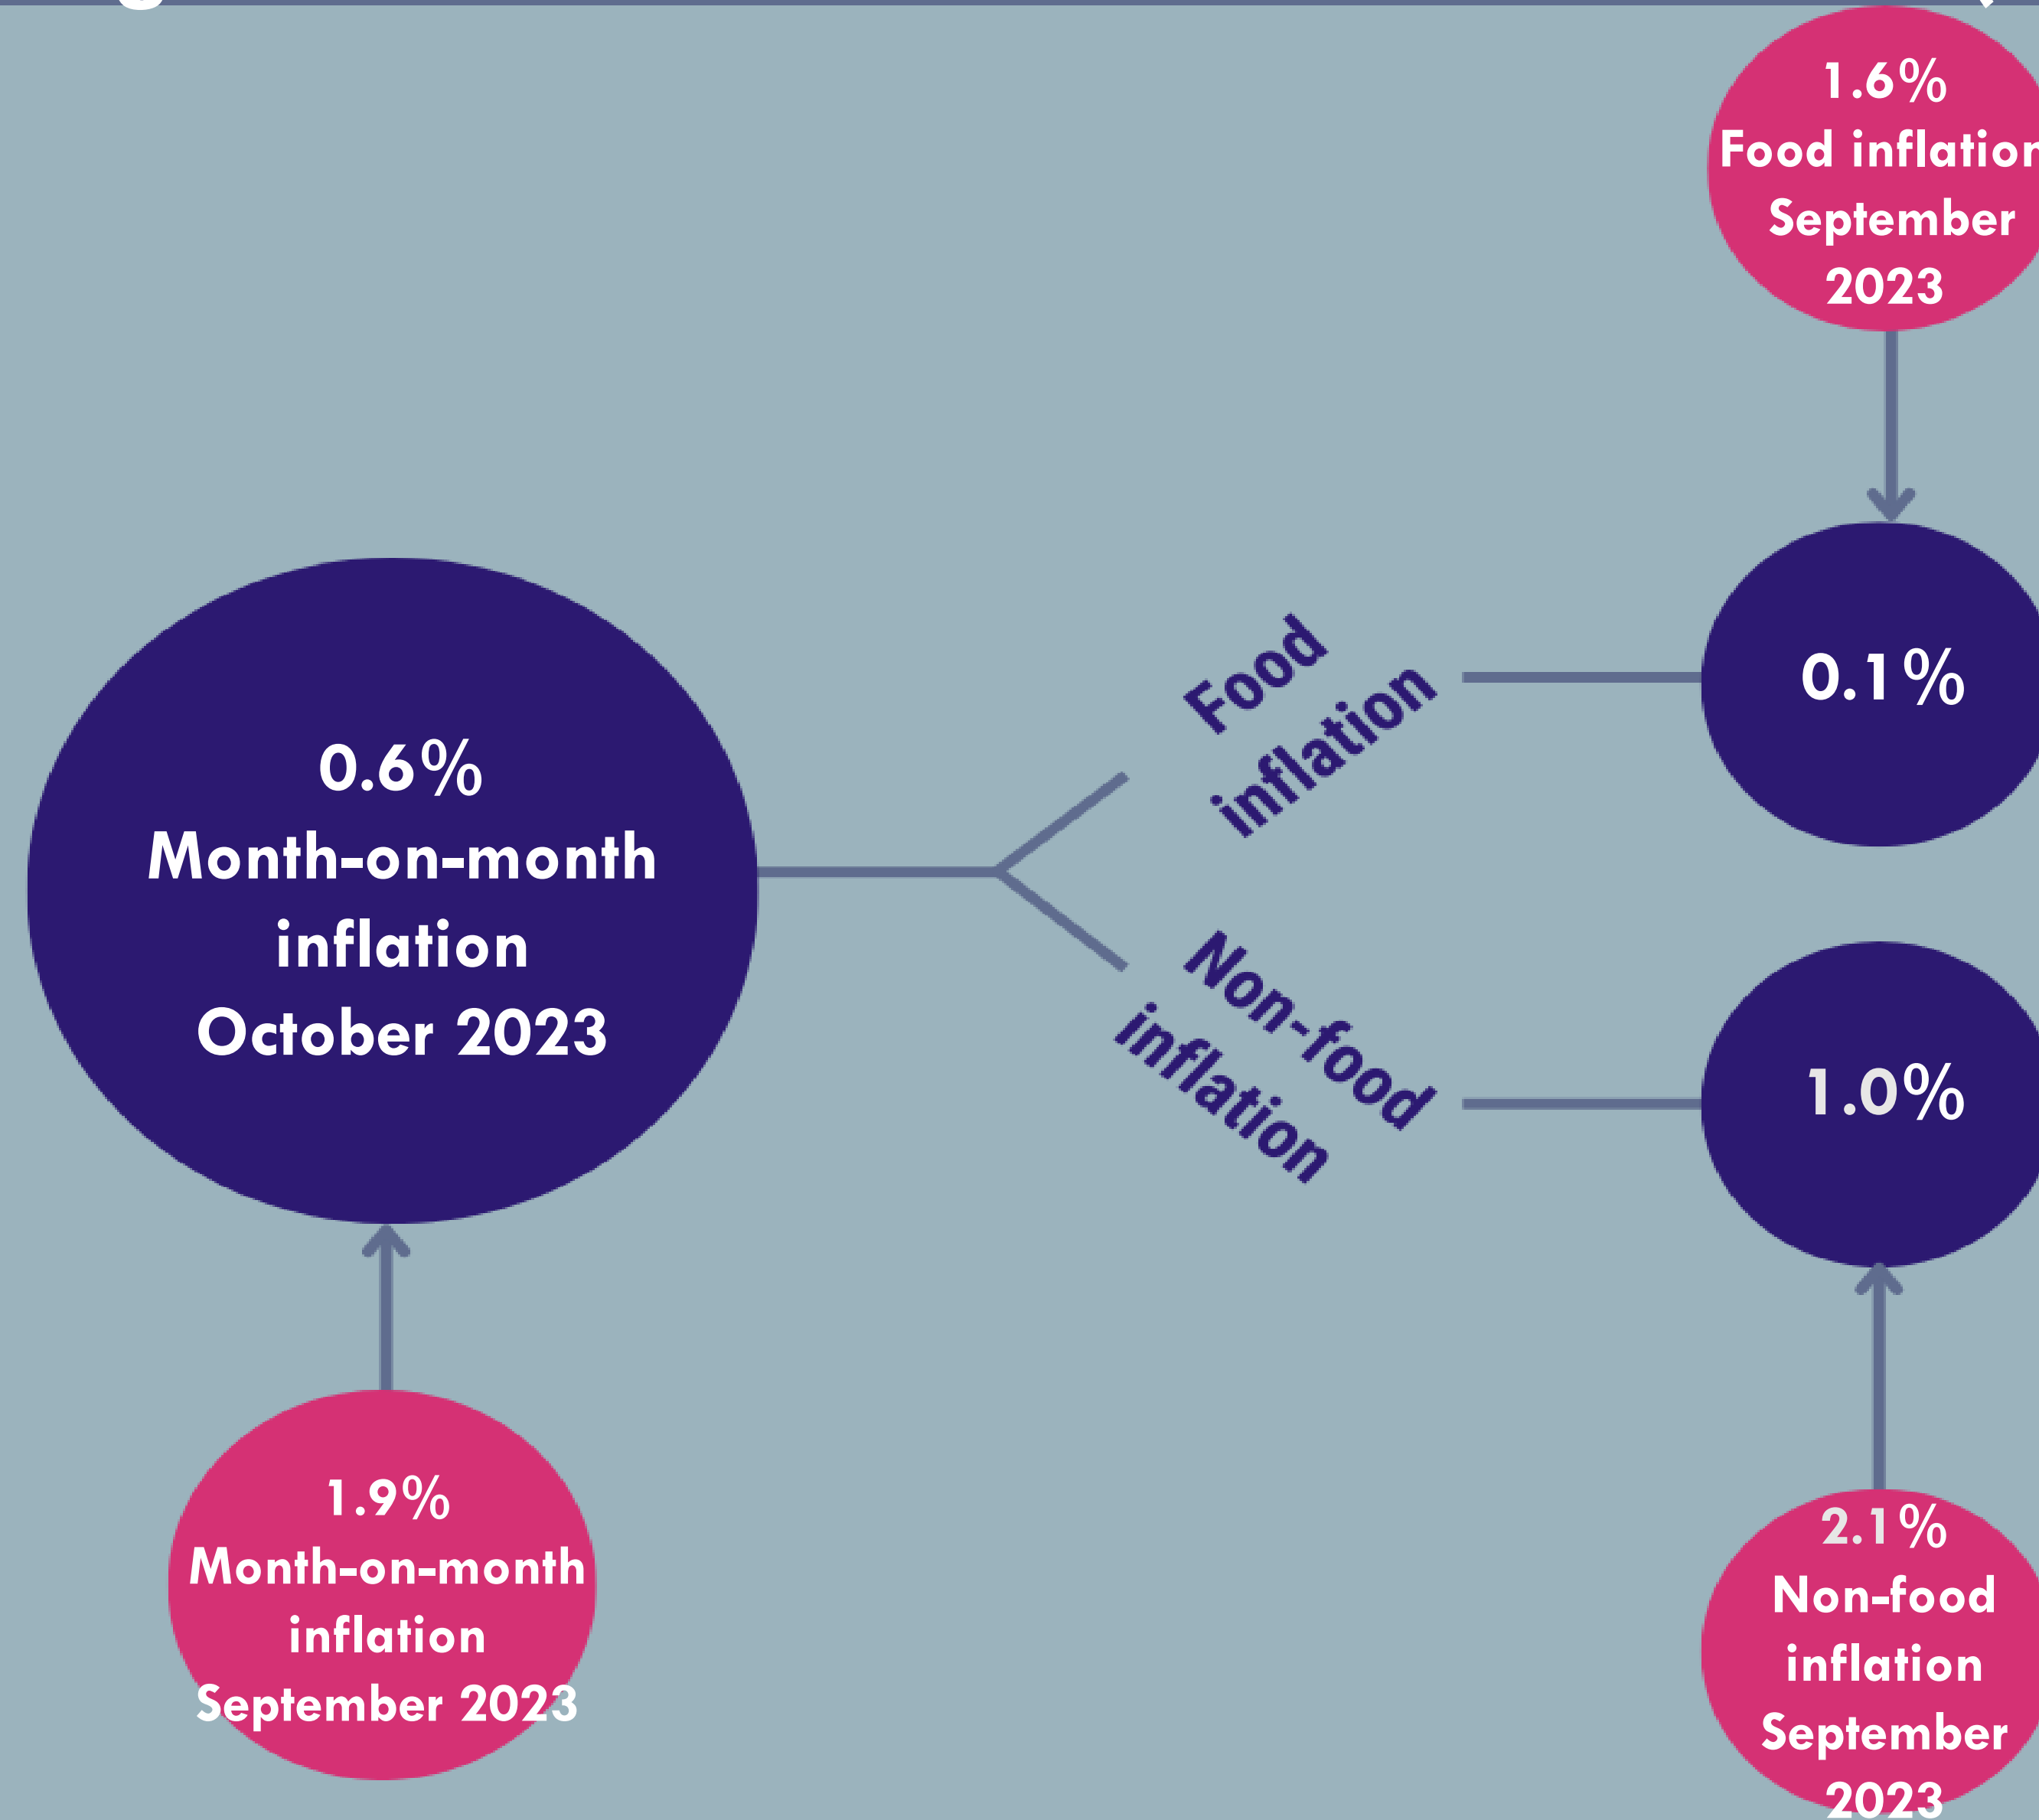 1.6%
Food inflation
September
2023
0.1%
Food
inflation
0.6%
Month-on-month
inflation
October 2023
Non-food
inflation
1.0%
1.9%
Month-on-month
inflation
September 2023
2.1%
Non-food
inflation
September
2023